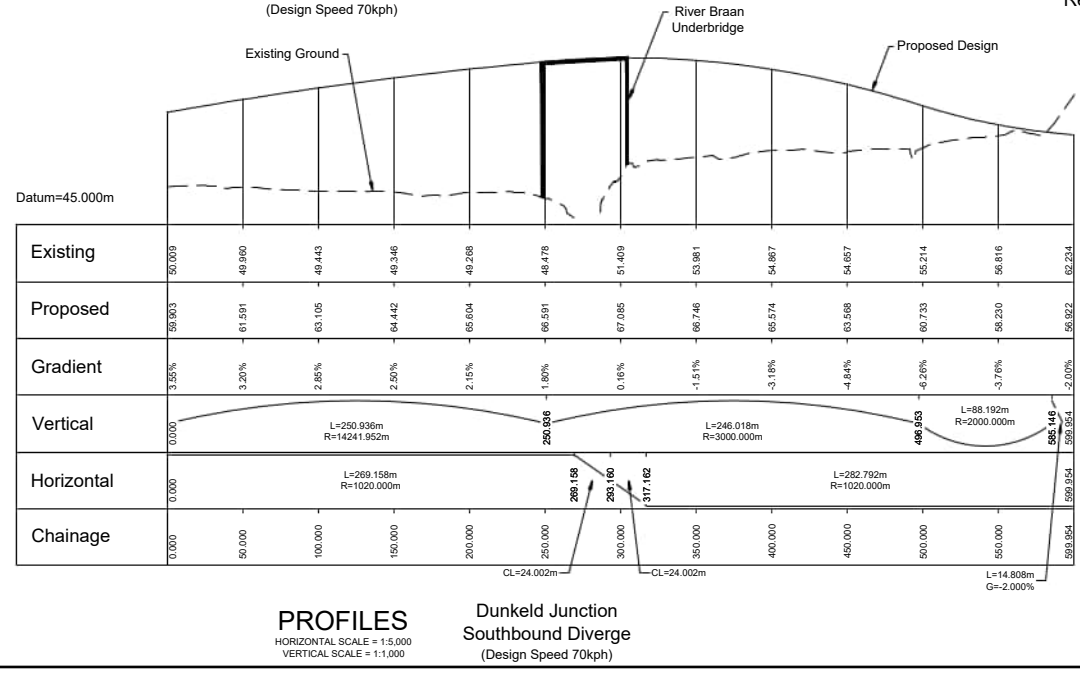 (Design Speed 70kph)
River Braan
Underbridge
Existing Ground
Proposed Design
Datum=45.000m
Existing
50.009
49.960
49.443
49.346
49.268
48.478
51.409
53.981
54.867
54.657
55.214
56.816
62.234
Proposed
59.903
61.591
63.105
64.442
65.604
66.591
67.085
66.746
65.574
63.568
60.733
58.230
56.922
Gradient
3.55%
3.20%
2.85%
2.50%
2.15%
1.80%
0.16%
-1.51%
-3.18%
-4.84%
-6.26%
-3.76%
-2.00%
Vertical
0.000
L=250.936m
R=14241.952m
250.936
L=246.018m
R=3000.000m
496.953
L=88.192m
R=2000.000m
585.146
599.954
Horizontal
0.000
L=269.158m
R=1020.000m
269.158
293.160
317.162
L=282.792m
R=1020.000m
599.954
Chainage
0.000
50.000
100.000
150.000
200.000
250.000
300.000
350.000
400.000
450.000
500.000
550.000
599.954
CL=24.002m
CL=24.002m
L=14.808m
G=-2.000%
PROFILES
HORIZONTAL SCALE = 1:5,000
VERTICAL SCALE = 1:1,000
Dunkeld Junction
Southbound Diverge
(Design Speed 70kph)